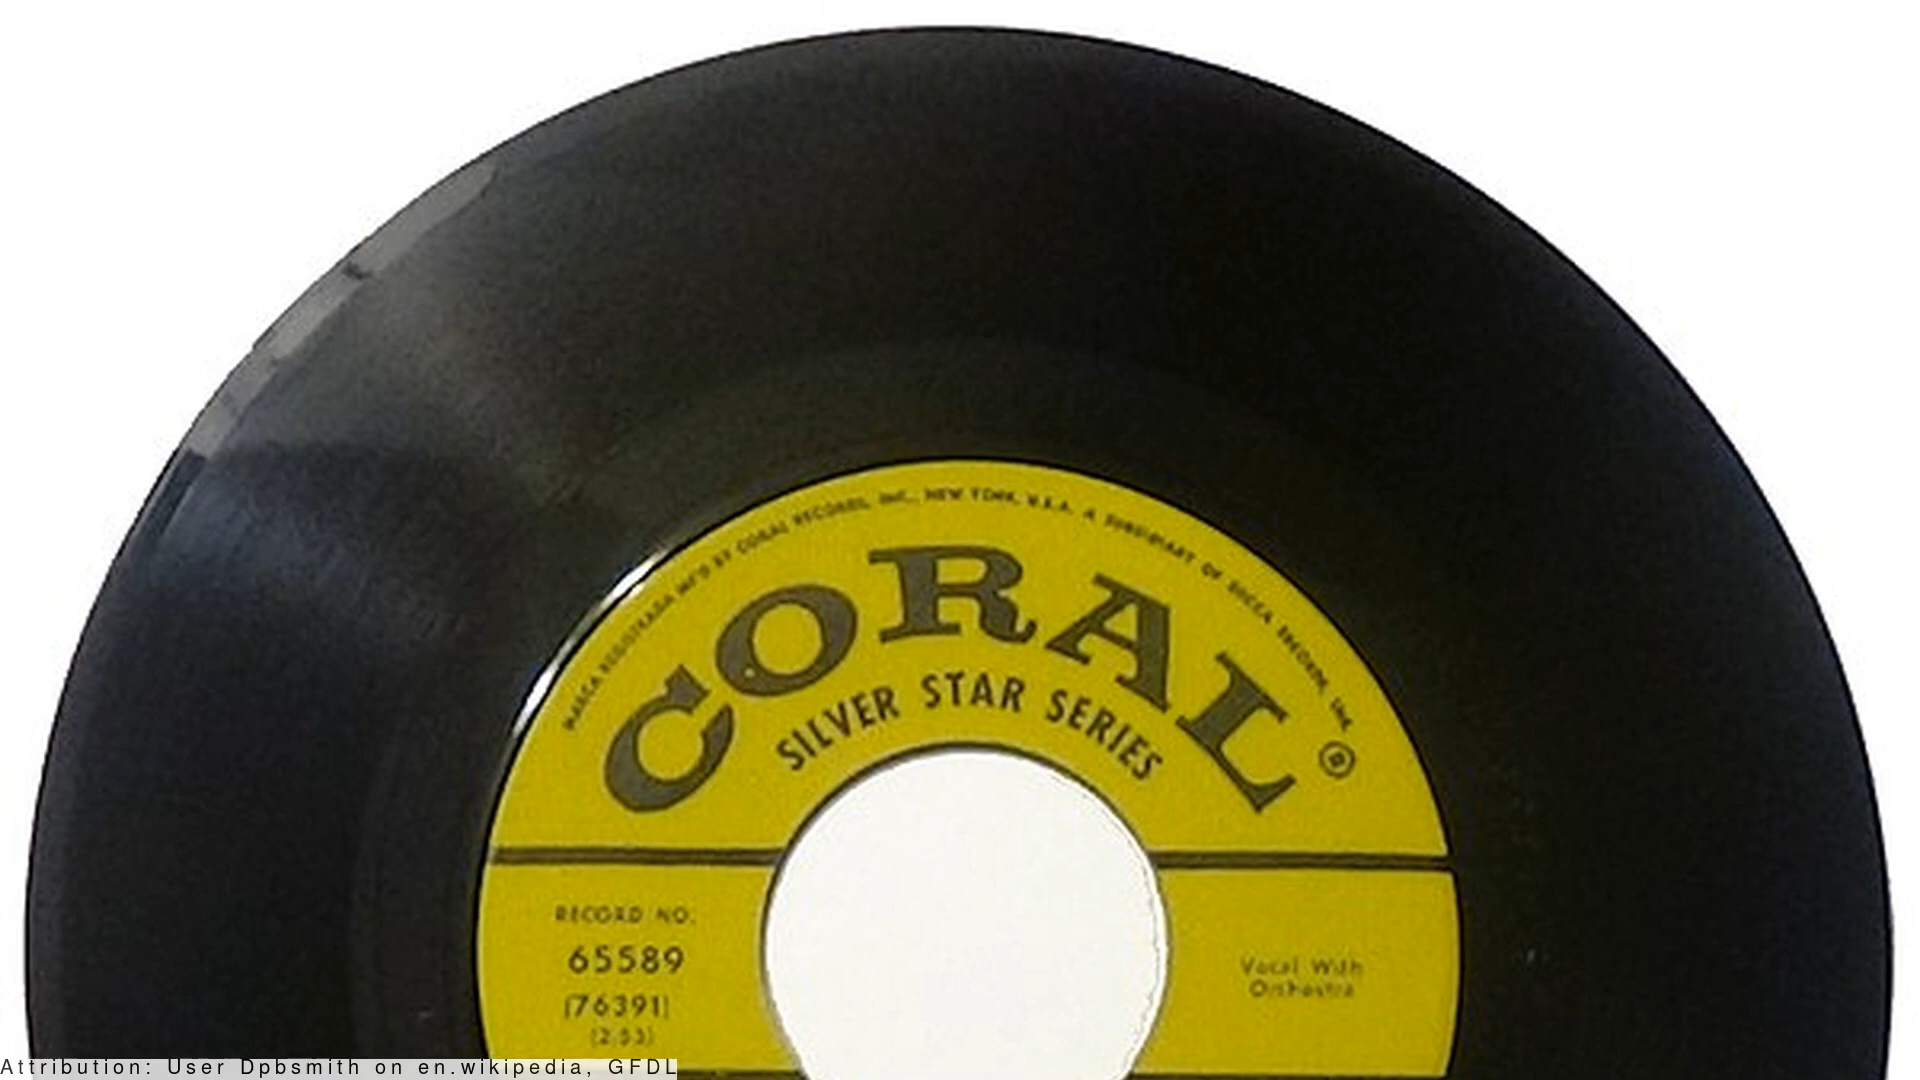 MARCA REGISTRADA MF'D BY CORAL RECORDS, INC., NEW YORK, U.S.A. A SUBSIDIARY OF DECCA RECORDS, INC.
CORAL
®
SILVER STAR SERIES
RECORD NO.
65589
(76391)
(2:53)
Vocal With
Orchestra
Attribution: User Dpbsmith on en.wikipedia, GFDL